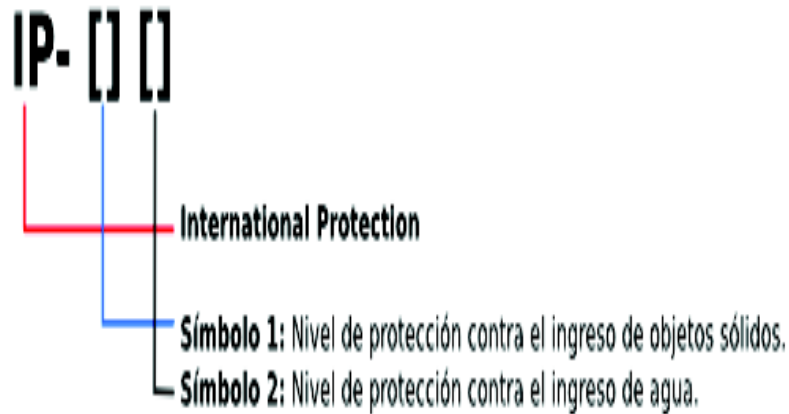 IP- [] []
International Protection
Símbolo 1: Nivel de protección contra el ingreso de objetos sólidos.
Símbolo 2: Nivel de protección contra el ingreso de agua.